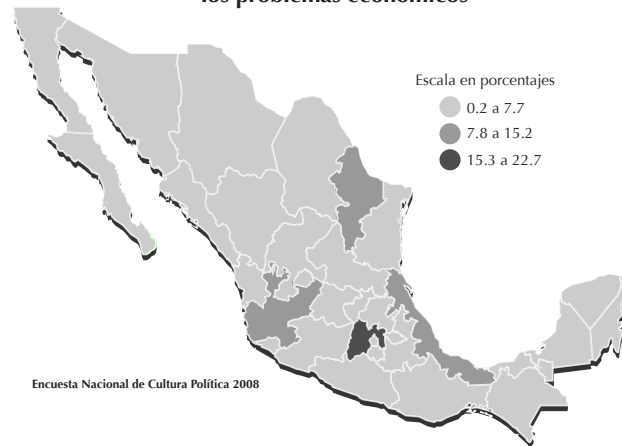 los problemas económicos
Escala en porcentajes
0.2 a 7.7
7.8 a 15.2
15.3 a 22.7
Encuesta Nacional de Cultura Política 2008